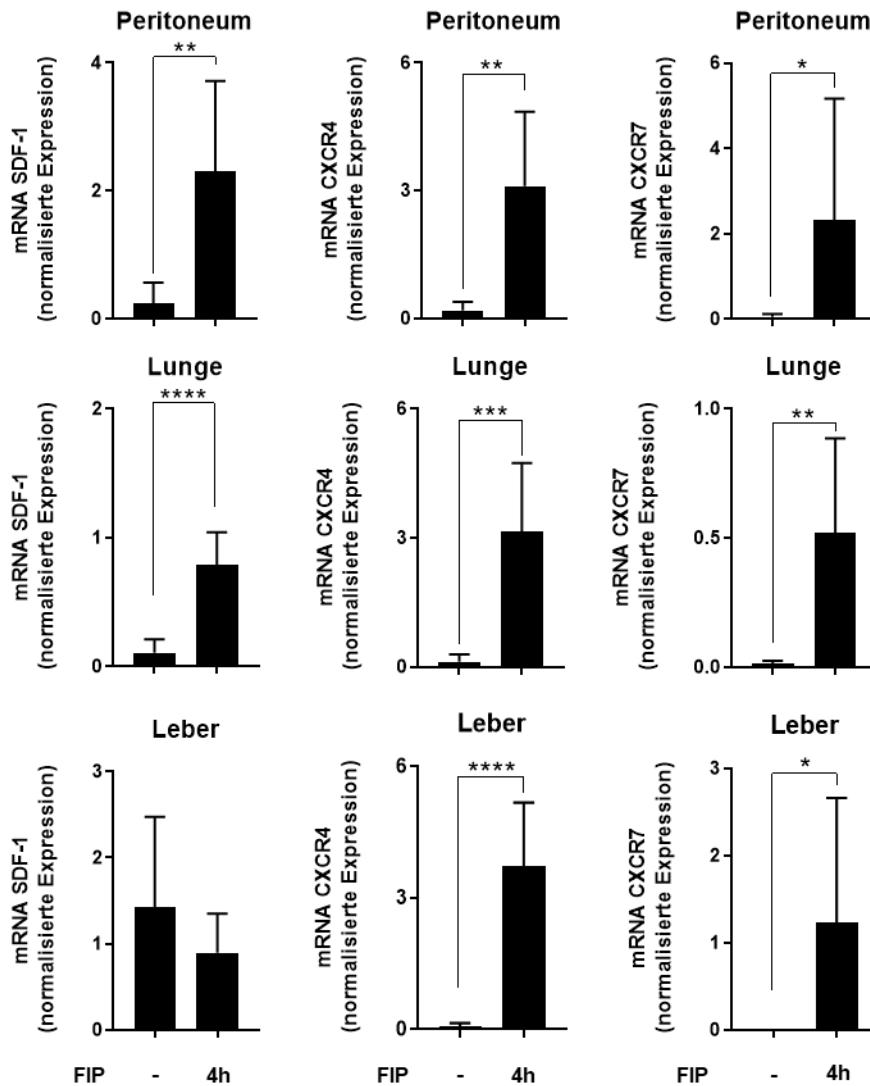 Peritoneum
mRNA SDF-1
(normalisierte Expression)
4
2
0
**
Peritoneum
mRNA CXCR4
(normalisierte Expression)
6
3
0
**
Peritoneum
mRNA CXCR7
(normalisierte Expression)
6
4
2
0
*
Lunge
mRNA SDF-1
(normalisierte Expression)
2
1
0
****
Lunge
mRNA CXCR4
(normalisierte Expression)
6
3
0
***
Lunge
mRNA CXCR7
(normalisierte Expression)
1.0
0.5
0.0
**
Leber
mRNA SDF-1
(normalisierte Expression)
3
2
1
0
FIP - 4h
Leber
mRNA CXCR4
(normalisierte Expression)
6
3
0
****
FIP - 4h
Leber
mRNA CXCR7
(normalisierte Expression)
3
2
1
0
*
FIP - 4h